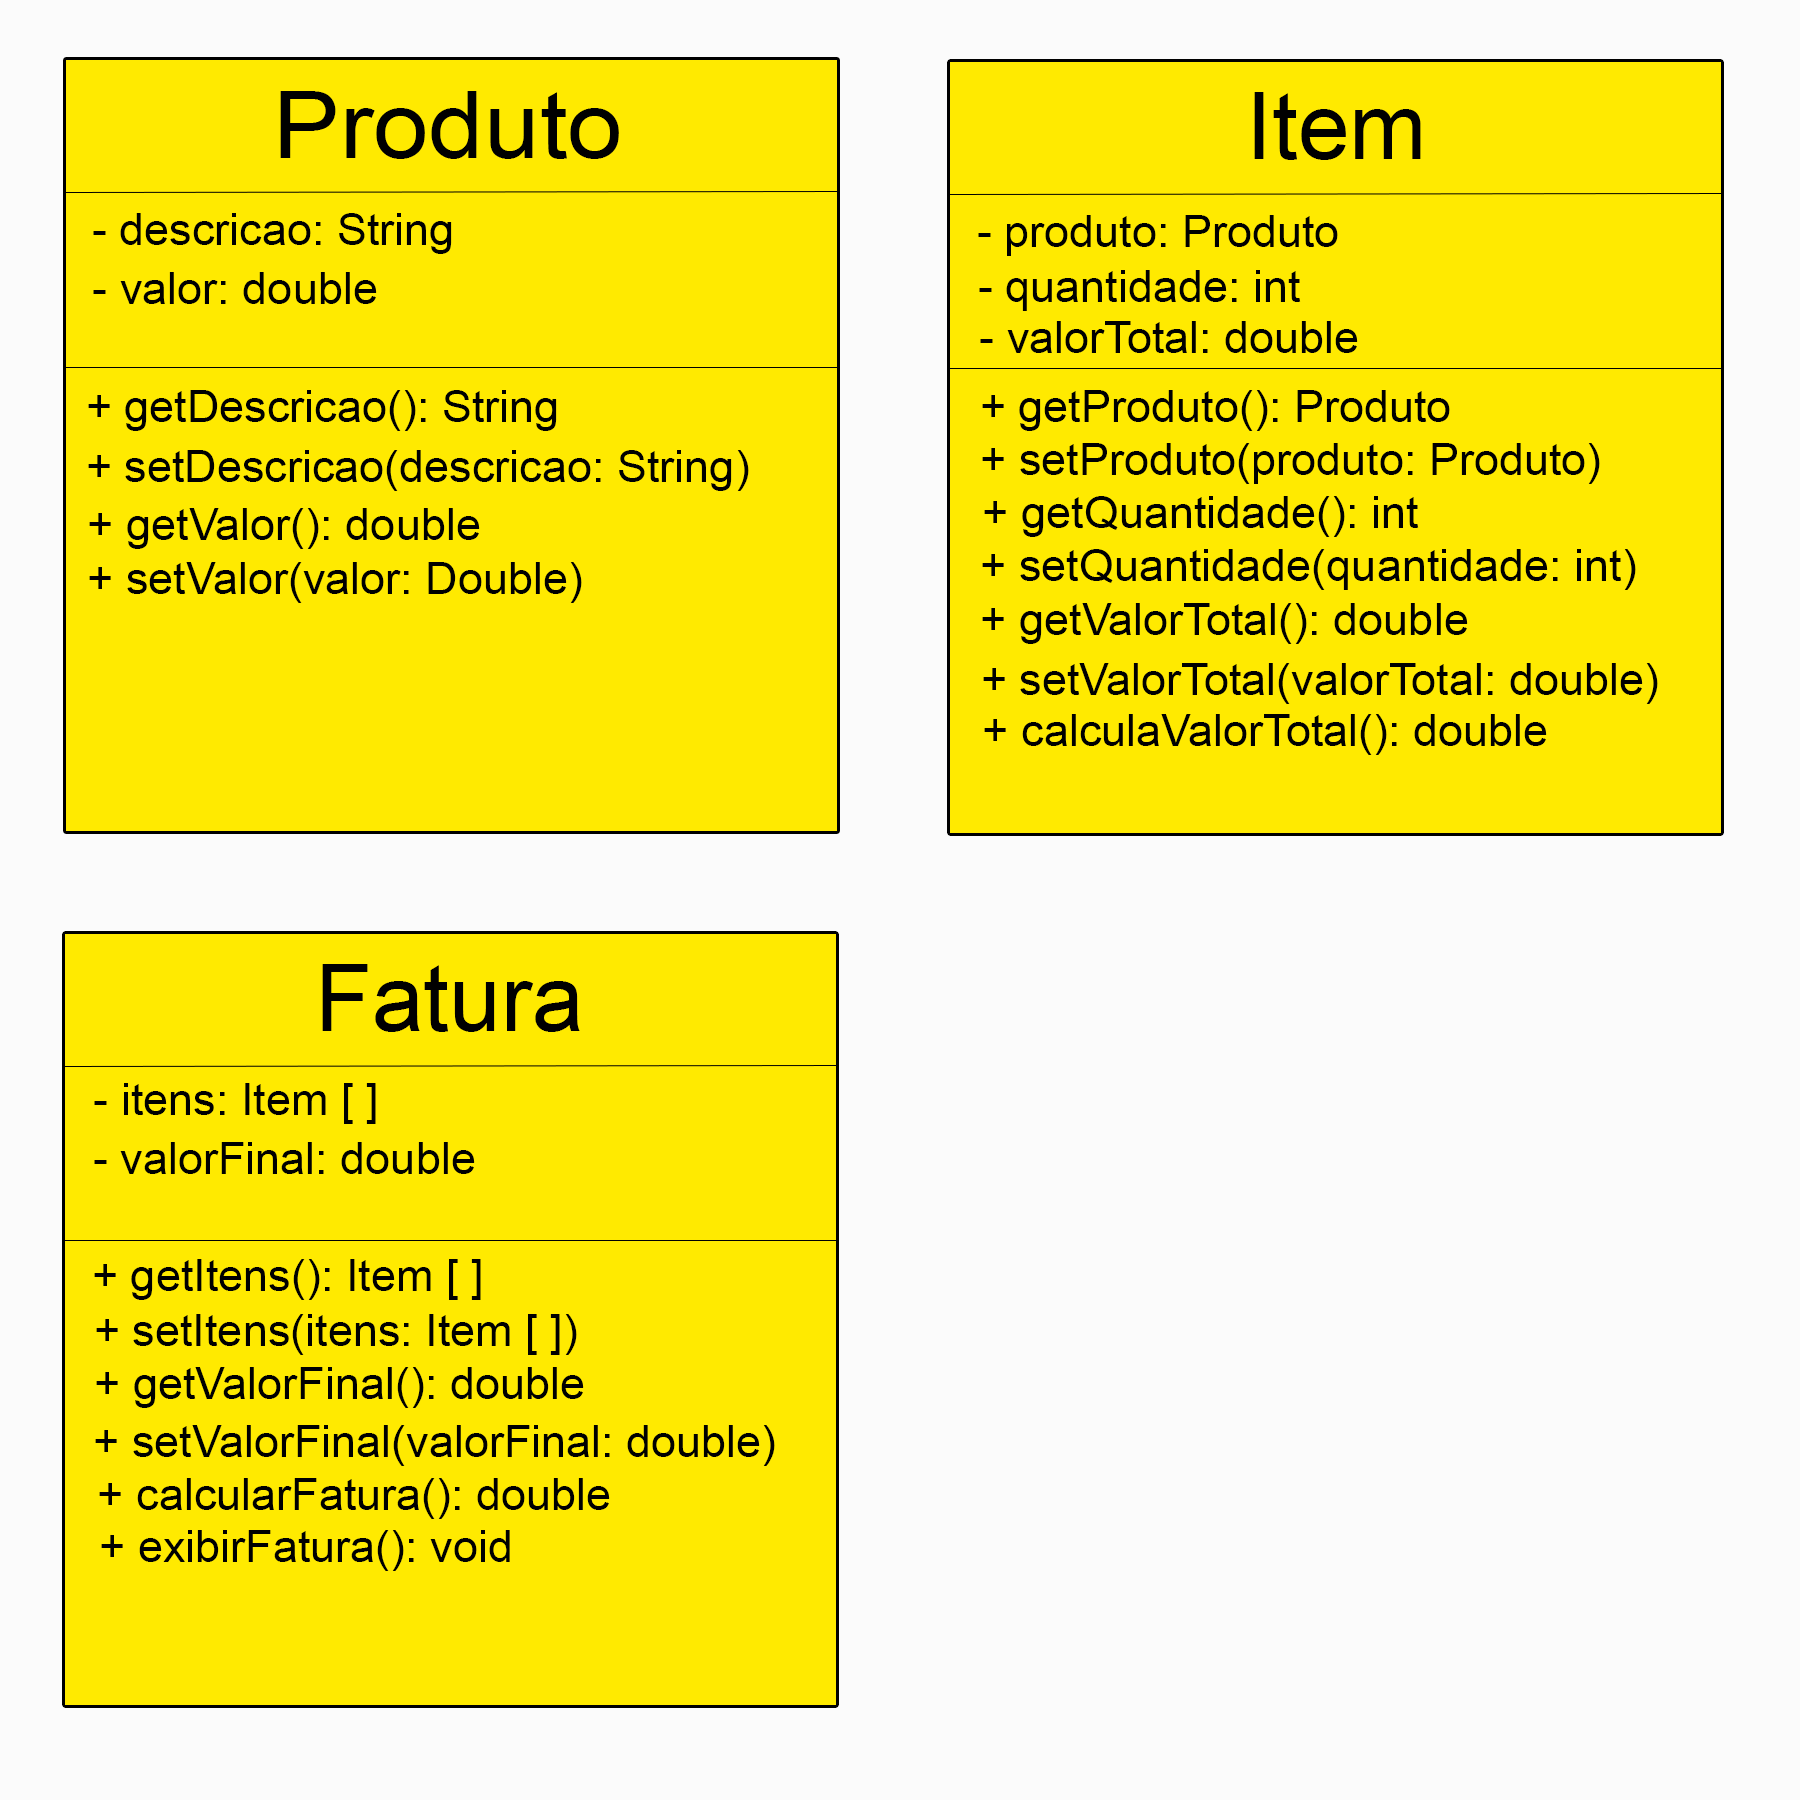 Produto
- descricao: String
- valor: double
+ getDescricao(): String
+ setDescricao(descricao: String)
+ getValor(): double
+ setValor(valor: Double)
Item
- produto: Produto
- quantidade: int
- valorTotal: double
+ getProduto(): Produto
+ setProduto(produto: Produto)
+ getQuantidade(): int
+ setQuantidade(quantidade: int)
+ getValorTotal(): double
+ setValorTotal(valorTotal: double)
+ calculaValorTotal(): double
Fatura
- itens: Item [ ]
- valorFinal: double
+ getItens(): Item [ ]
+ setItens(itens: Item [ ])
+ getValorFinal(): double
+ setValorFinal(valorFinal: double)
+ calcularFatura(): double
+ exibirFatura(): void